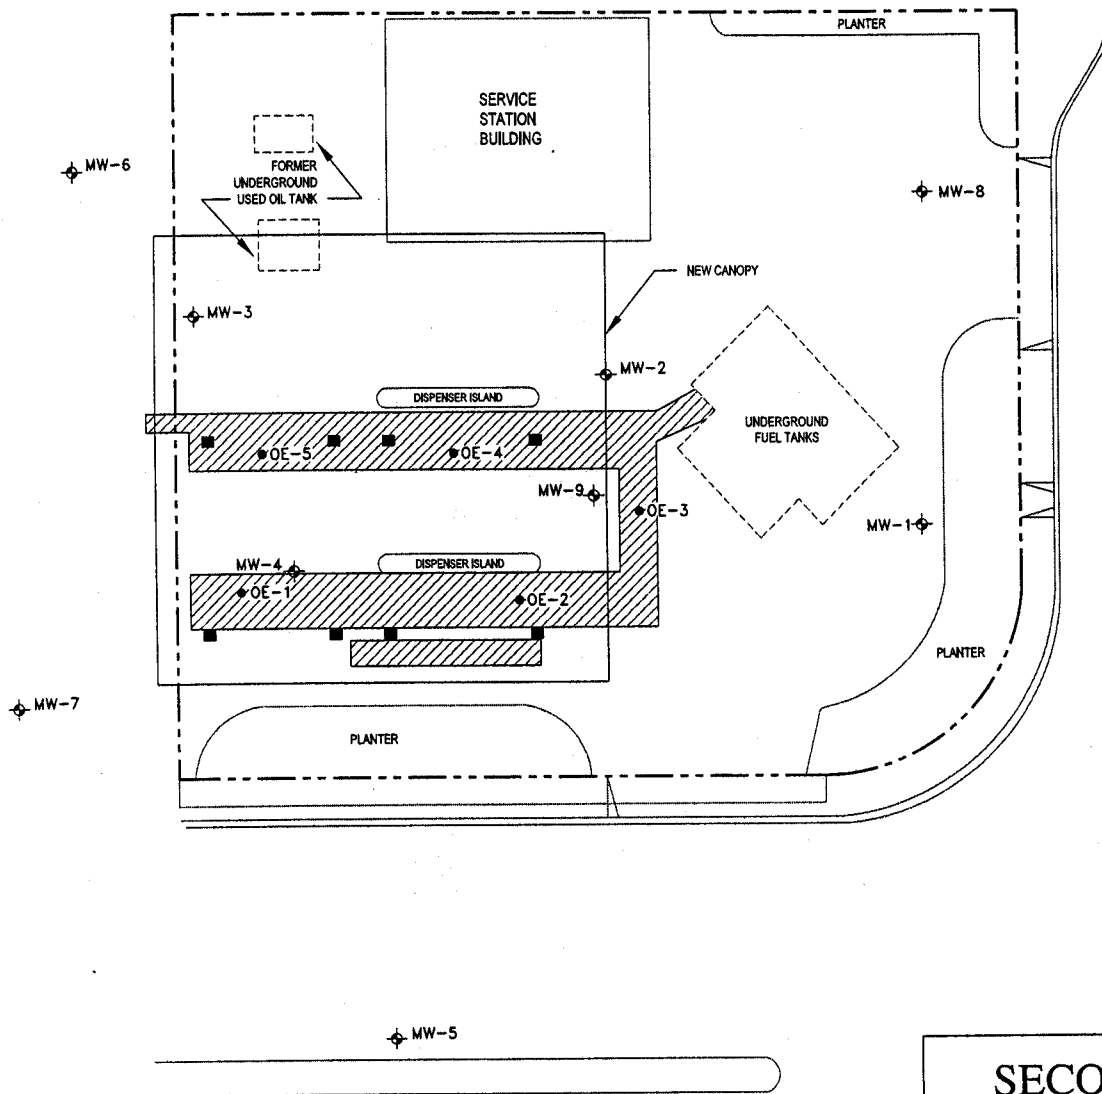 PLANTER
SERVICE
STATION
BUILDING
MW-6
FORMER
UNDERGROUND
USED OIL TANK
MW-8
NEW CANOPY
MW-3
MW-2
DISPENSER ISLAND
UNDERGROUND
FUEL TANKS
OE-5
OE-4
MW-9
OE-3
MW-1
MW-4
DISPENSER ISLAND
OE-1
OE-2
PLANTER
MW-7
PLANTER
MW-5
SECO